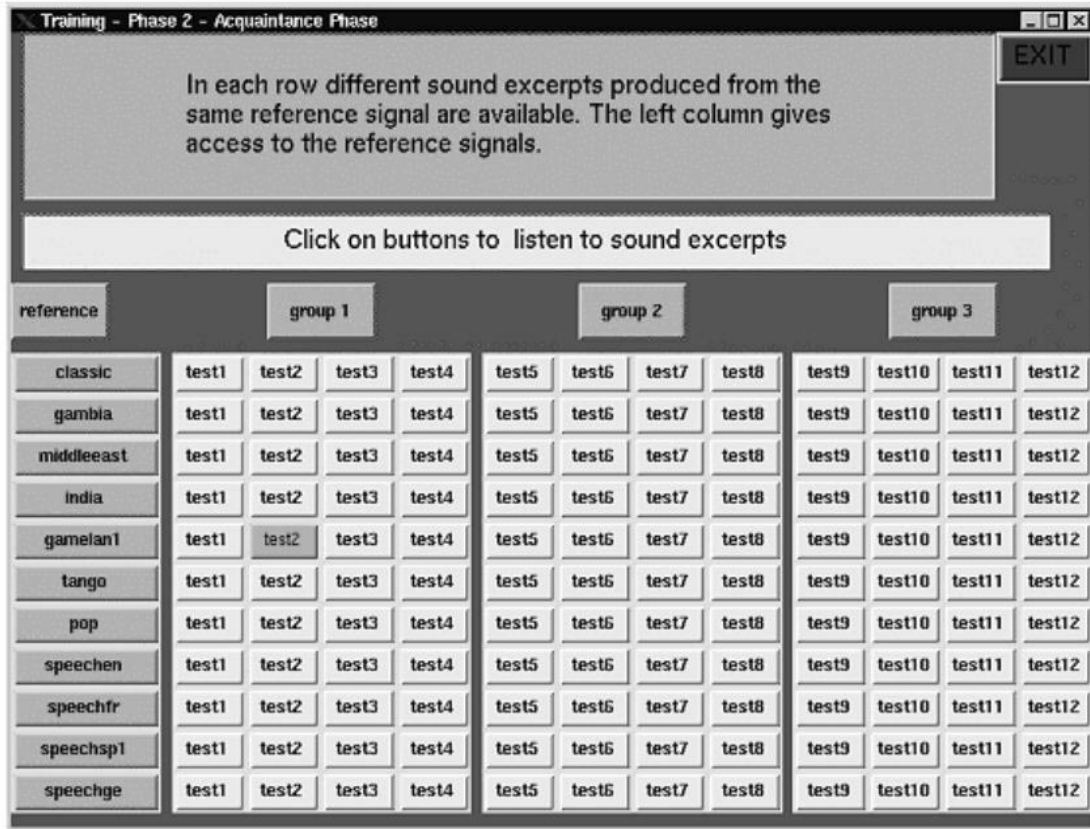 Training - Phase 2 - Acquaintance Phase
EXIT
In each row different sound excerpts produced from the
same reference signal are available. The left column gives
access to the reference signals.
Click on buttons to listen to sound excerpts
reference group 1 group 2 group 3
classic test1 test2 test3 test4 test5 test6 test7 test8 test9 test10 test11 test12
gambia test1 test2 test3 test4 test5 test6 test7 test8 test9 test10 test11 test12
middleeast test1 test2 test3 test4 test5 test6 test7 test8 test9 test10 test11 test12
india test1 test2 test3 test4 test5 test6 test7 test8 test9 test10 test11 test12
gamelan1 test1 test2 test3 test4 test5 test6 test7 test8 test9 test10 test11 test12
tango test1 test2 test3 test4 test5 test6 test7 test8 test9 test10 test11 test12
pop test1 test2 test3 test4 test5 test6 test7 test8 test9 test10 test11 test12
speechen test1 test2 test3 test4 test5 test6 test7 test8 test9 test10 test11 test12
speechfr test1 test2 test3 test4 test5 test6 test7 test8 test9 test10 test11 test12
speechsp1 test1 test2 test3 test4 test5 test6 test7 test8 test9 test10 test11 test12
speechge test1 test2 test3 test4 test5 test6 test7 test8 test9 test10 test11 test12